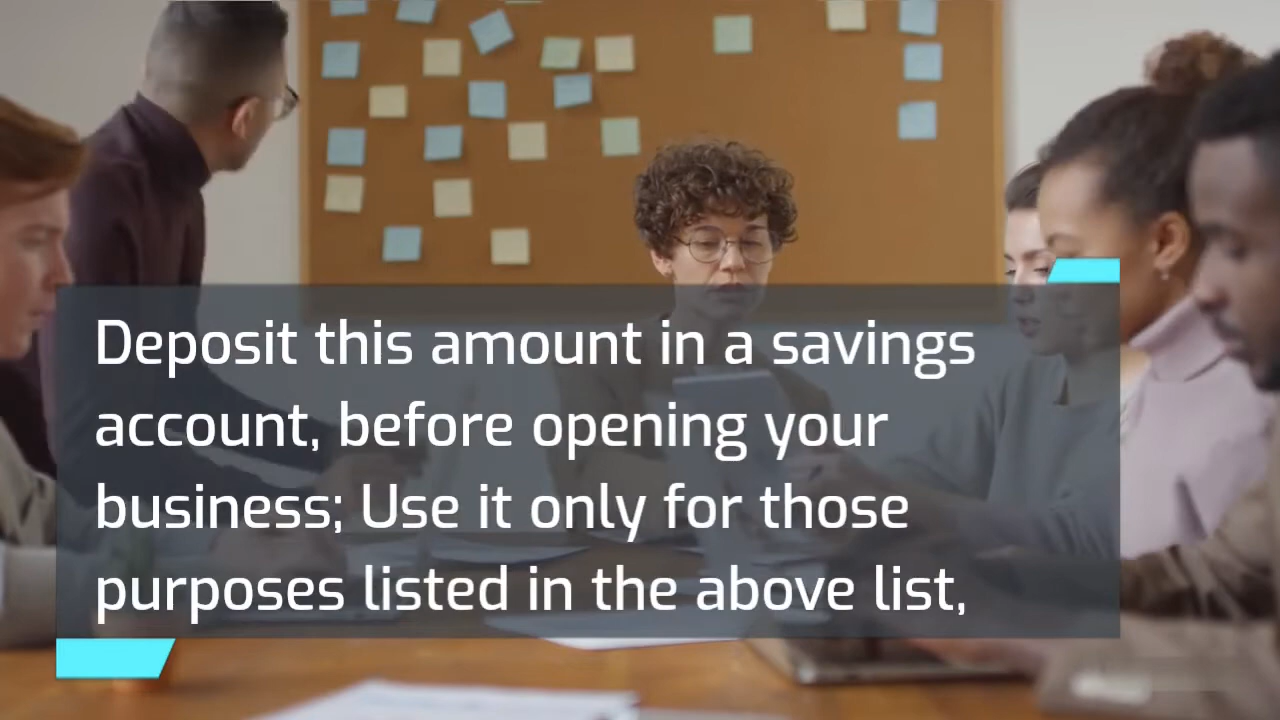 Deposit this amount in a savings
account, before opening your
business; Use it only for those
purposes listed in the above list,